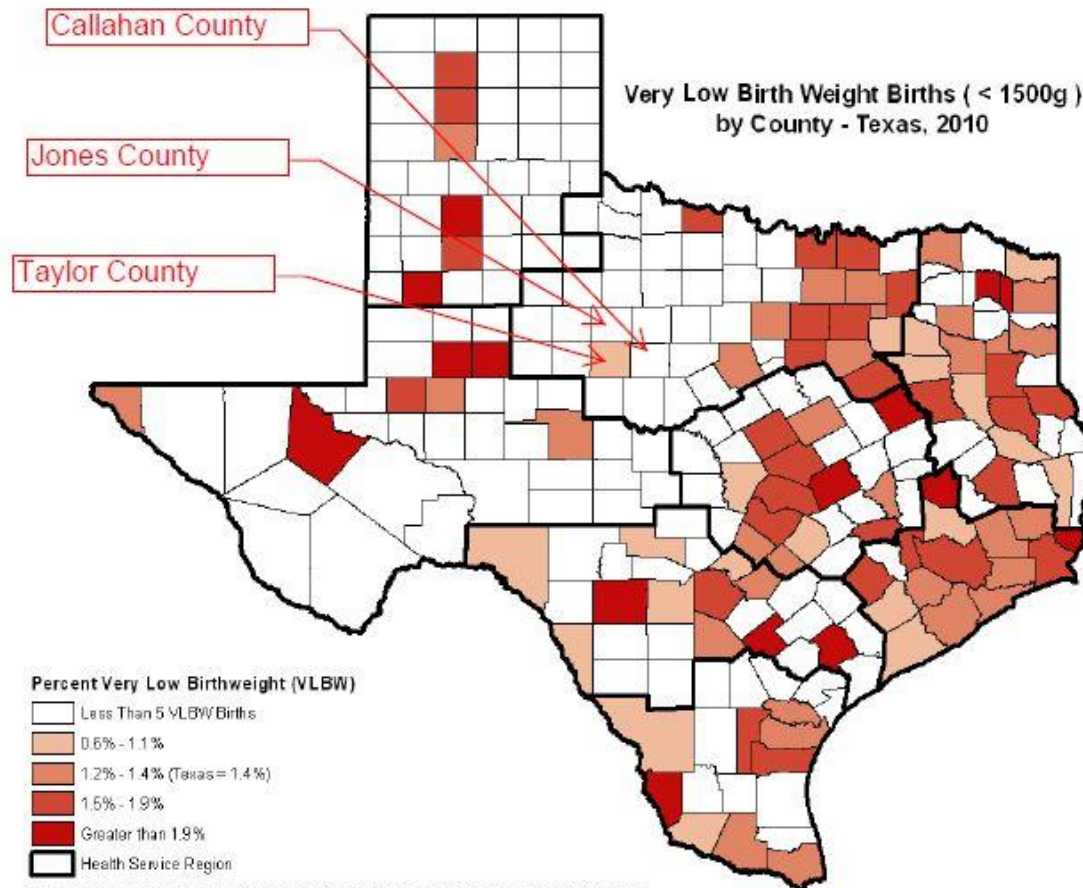 Callahan County
Very Low Birth Weight Births ( < 1500g )
by County - Texas, 2010
Jones County
Taylor County
Percent Very Low Birthweight (VLBW)
Less Than 5 VLBW Births
0.6% - 1.1%
1.2% - 1.4% (Texas = 1.4%)
1.5% - 1.9%
Greater than 1.9%
Health Service Region